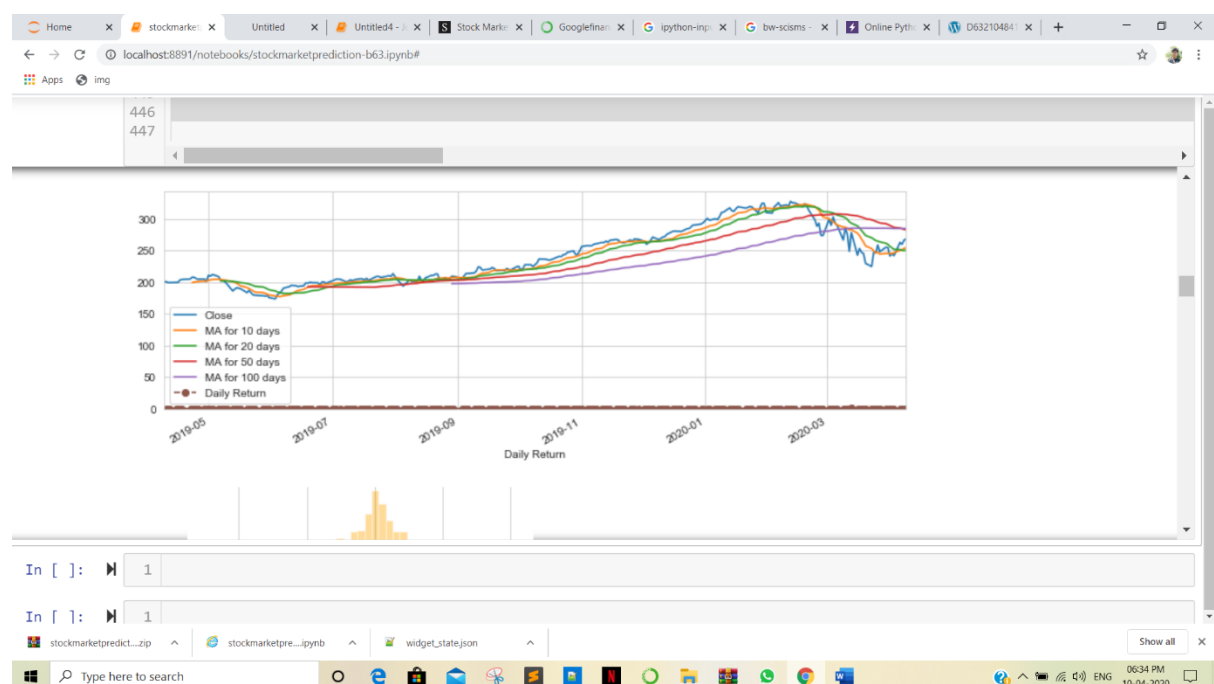 Home
stockmarketp
Untitled
Untitled4 - J
Stock Marke
Googlefinan
ipython-inp
bw-scisms -
Online Pytho
D632104841
localhost:8891/notebooks/stockmarketprediction-b63.ipynb#
Apps img
446
447
300
250
200
150
100
50
0
Close
MA for 10 days
MA for 20 days
MA for 50 days
MA for 100 days
Daily Return
2019-05 2019-07 2019-09 2019-11 2020-01 2020-03
Daily Return
In [ ]: 1
In [ ]: 1
stockmarketpredict....zip stockmarketpre....ipynb widget_state.json Show all
Type here to search
ENG
06:34 PM
10-04-2020